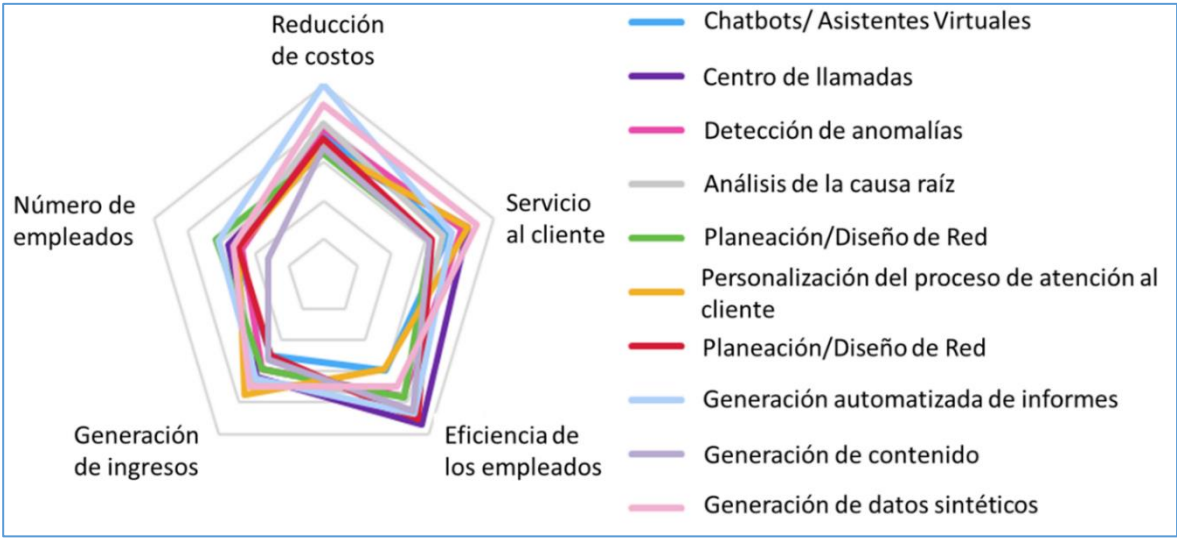 Reducción
de costos
Servicio
al cliente
Eficiencia de
los empleados
Generación
de ingresos
Número de
empleados
Chatbots/ Asistentes Virtuales
Centro de llamadas
Detección de anomalías
Análisis de la causa raíz
Planeación/Diseño de Red
Personalización del proceso de atención al
cliente
Planeación/Diseño de Red
Generación automatizada de informes
Generación de contenido
Generación de datos sintéticos